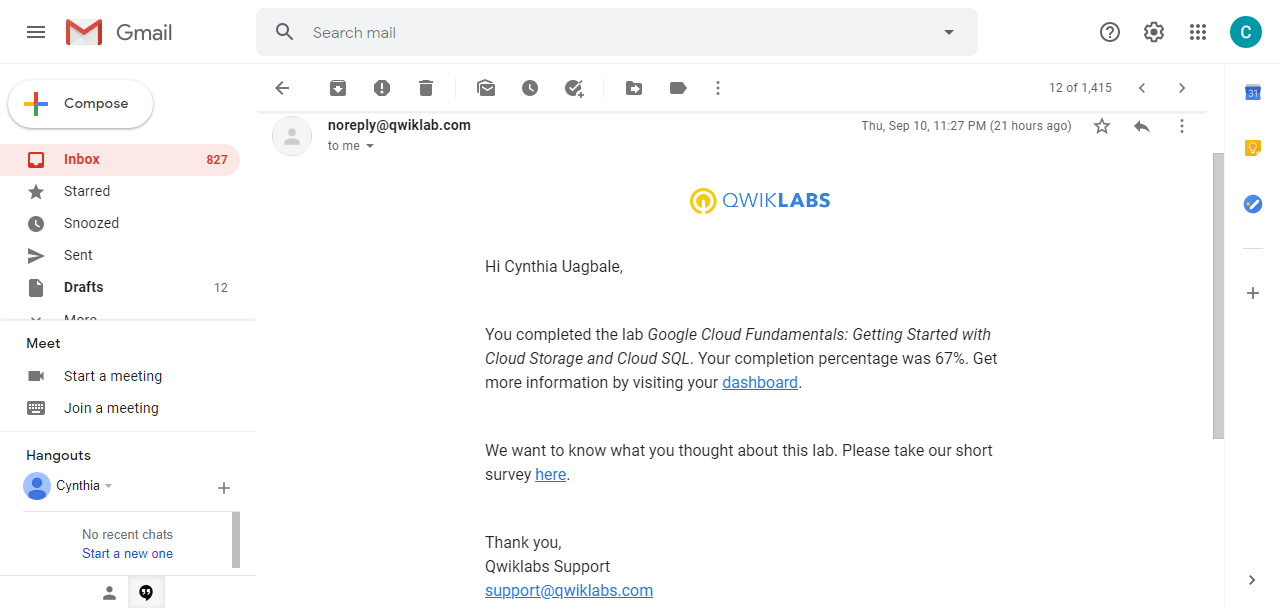 Gmail
Search mail
C
Compose
12 of 1,415
31
noreply@qwiklab.com
Thu, Sep 10, 11:27 PM (21 hours ago)
to me
Inbox 827
Starred
Snoozed
Sent
Drafts 12
More
Meet
Start a meeting
Join a meeting
Hangouts
Cynthia
No recent chats
Start a new one
QWIKLABS
Hi Cynthia Uagbale,
You completed the lab Google Cloud Fundamentals: Getting Started with
Cloud Storage and Cloud SQL. Your completion percentage was 67%. Get
more information by visiting your dashboard.
We want to know what you thought about this lab. Please take our short
survey here.
Thank you,
Qwiklabs Support
support@qwiklabs.com